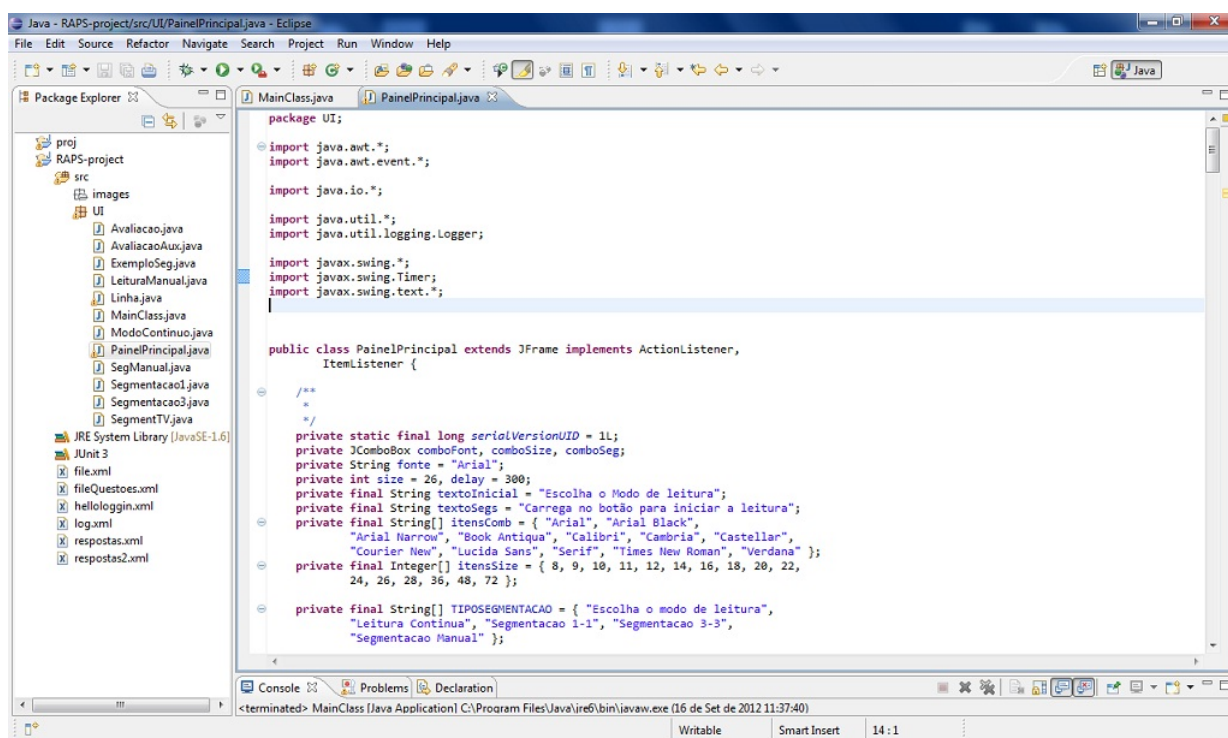 Java - RAPS-project/src/UI/PainelPrincipal.java - Eclipse
File Edit Source Refactor Navigate Search Project Run Window Help
Java
Package Explorer
MainClass.java
PainelPrincipal.java
proj
RAPS-project
src
images
UI
Avaliacao.java
AvaliacaoAux.java
ExemploSeg.java
LeituraManual.java
Linha.java
MainClass.java
ModoContinuo.java
PainelPrincipal.java
SegManual.java
Segmentacao1.java
Segmentacao3.java
SegmentTV.java
JRE System Library [JavaSE-1.6]
JUnit 3
file.xml
fileQuestoes.xml
hellologgin.xml
log.xml
respostas.xml
respostas2.xml
package UI;
import java.awt.*;
import java.awt.event.*;
import java.io.*;
import java.util.*;
import java.util.logging.Logger;
import javax.swing.*;
import javax.swing.Timer;
import javax.swing.text.*;
public class PainelPrincipal extends JFrame implements ActionListener,
ItemListener {
/**
*
*/
private static final long serialVersionUID = 1L;
private JComboBox comboFont, comboSize, comboSeg;
private String fonte = "Arial";
private int size = 26, delay = 300;
private final String textoInicial = "Escolha o Modo de leitura";
private final String textoSegs = "Carrega no botão para iniciar a leitura";
private final String[] itensComb = { "Arial", "Arial Black",
"Arial Narrow", "Book Antiqua", "Calibri", "Cambria", "Castellar",
"Courier New", "Lucida Sans", "Serif", "Times New Roman", "Verdana" };
private final Integer[] itensSize = { 8, 9, 10, 11, 12, 14, 16, 18, 20, 22,
24, 26, 28, 36, 48, 72 };
private final String[] TIPOSEGMENTACAO = { "Escolha o modo de leitura",
"Leitura Continua", "Segmentacao 1-1", "Segmentacao 3-3",
"Segmentacao Manual" };
Console
Problems
Declaration
<terminated> MainClass [Java Application] C:\Program Files\Java\jre6\bin\javaw.exe (16 de Set de 2012 11:37:40)
Writable
Smart Insert
14 : 1